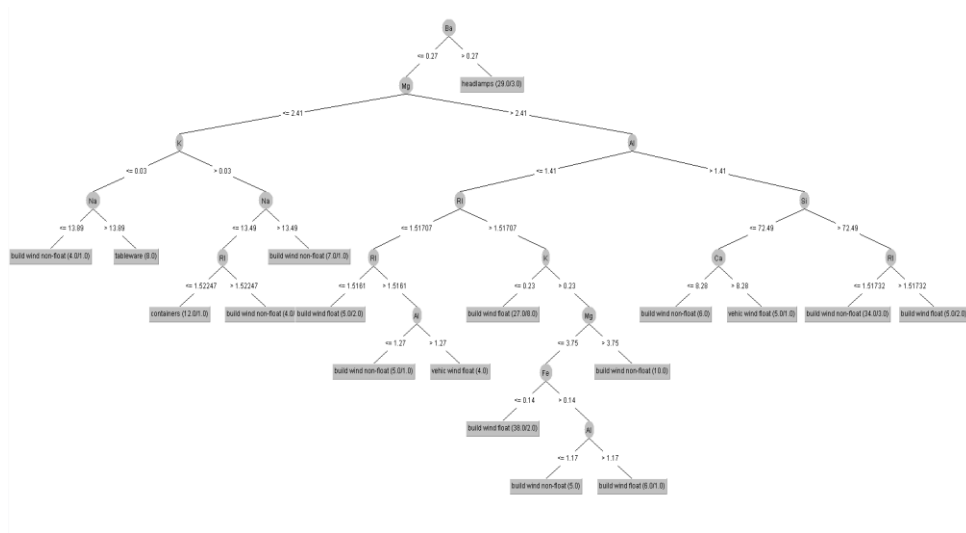 Ba
<= 0.27
> 0.27
Mg
headlamps (29.0/3.0)
<= 2.41
> 2.41
K
Al
<= 0.03
> 0.03
<= 1.41
> 1.41
Na
Na
RI
Si
<= 13.89
> 13.89
<= 13.49
> 13.49
<= 1.51707
> 1.51707
<= 72.49
> 72.49
build wind non-float (4.0/1.0)
tableware
RI
build wind non-float (7.0/1.0)
RI
K
Ca
RI
<= 1.52247
> 1.52247
<= 1.5161
> 1.5161
<= 0.23
> 0.23
<= 8.28
> 8.28
<= 1.51732
> 1.51732
containers (12.0/1.0)
build wind non-float (4.0/
build wind float (5.0/2.0)
Al
build wind float
Mg
build wind non-float (6.0)
vehic wind float (5.0/1.0)
build wind non-float (34.0/3.0)
build wind float (5.0/2.0)
<= 1.27
> 1.27
<= 3.75
> 3.75
build wind non-float (5.0/1.0)
vehic wind float (4.0)
Fe
build wind non-float (10.0)
<= 0.14
> 0.14
build wind float (38.0/2.0)
Al
<= 1.17
> 1.17
build wind non-float (5.0)
build wind float (6.0/1.0)